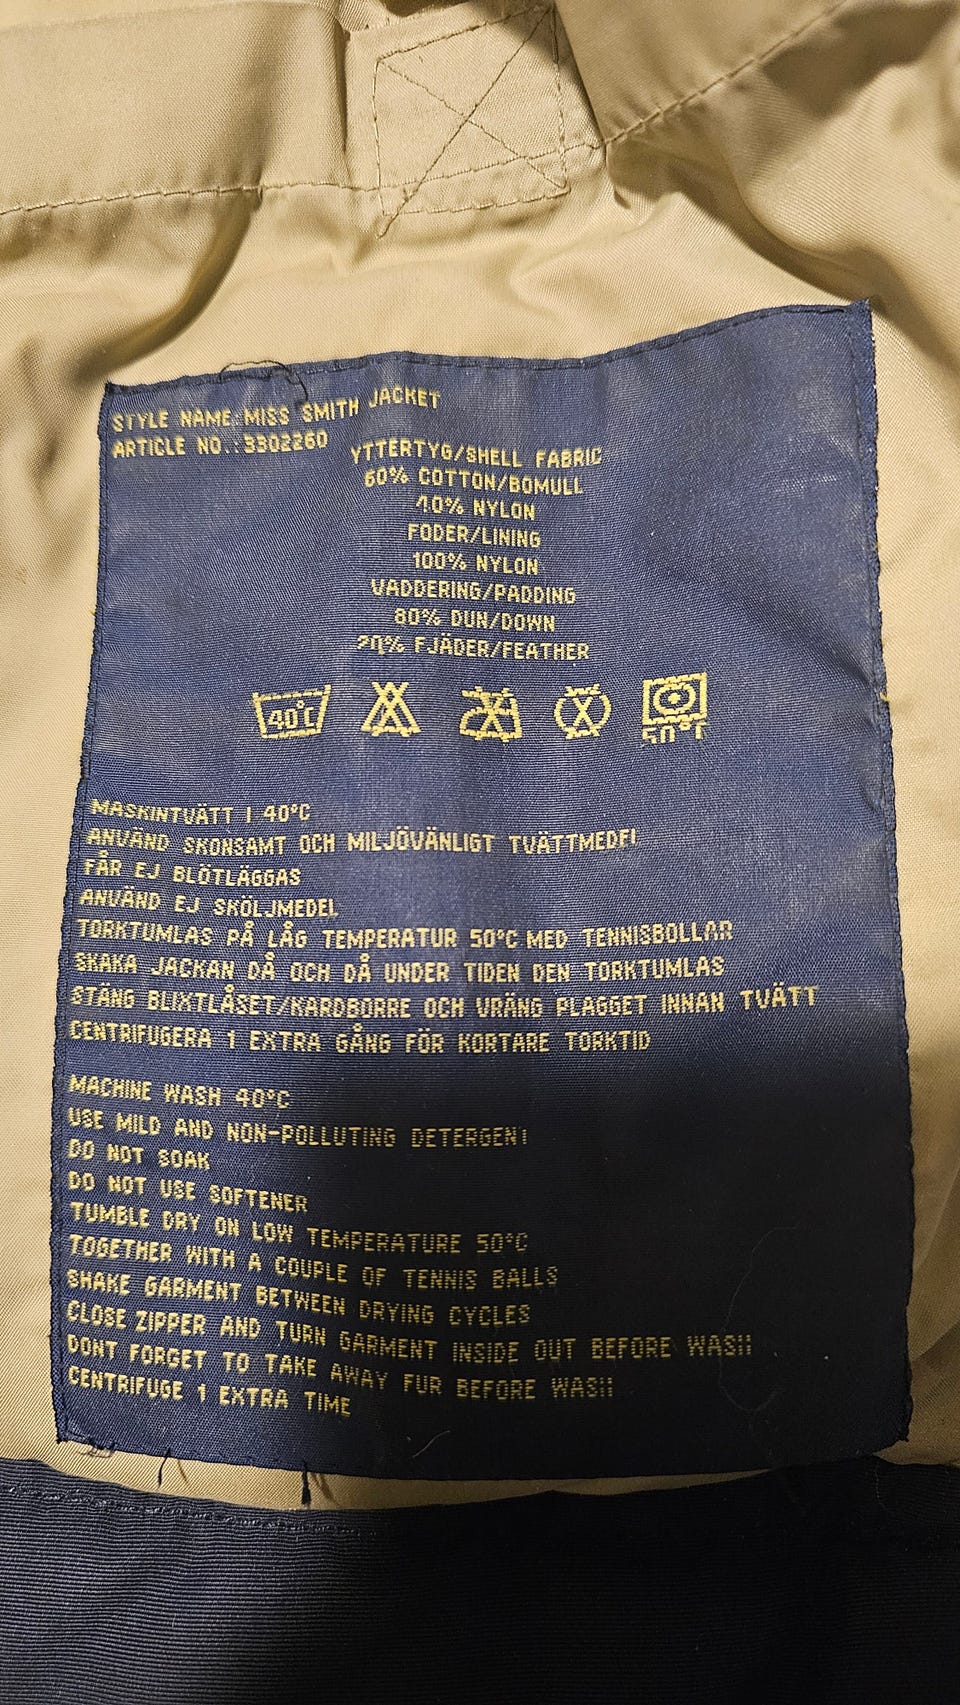 STYLE NAME: MISS SMITH JACKET
ARTICLE NO.: 3302260
YTTERTYG/SHELL FABRIC
60% COTTON/BOMULL
40% NYLON
FODER/LINING
100% NYLON
VADDERING/PADDING
80% DUN/DOWN
20% FJÄDER/FEATHER
40°C
50°C
MASKINTVÄTT I 40°C
ANVÄND SKONSAMT OCH MILJÖVÄNLIGT TVÄTTMEDEL
FÅR EJ BLÖTLÄGGAS
ANVÄND EJ SKÖLJMEDEL
TORKTUMLAS PÅ LÅG TEMPERATUR 50°C MED TENNISBOLLAR
SKAKA JACKAN DÅ OCH DÅ UNDER TIDEN DEN TORKTUMLAS
STÄNG BLIXTLÅSET/KARDBORRE OCH VRÄNG PLAGGET INNAN TVÄTT
CENTRIFUGERA 1 EXTRA GÅNG FÖR KORTARE TORKTID
MACHINE WASH 40°C
USE MILD AND NON-POLLUTING DETERGENT
DO NOT SOAK
DO NOT USE SOFTENER
TUMBLE DRY ON LOW TEMPERATURE 50°C
TOGETHER WITH A COUPLE OF TENNIS BALLS
SHAKE GARMENT BETWEEN DRYING CYCLES
CLOSE ZIPPER AND TURN GARMENT INSIDE OUT BEFORE WASH
DONT FORGET TO TAKE AWAY FUR BEFORE WASH
CENTRIFUGE 1 EXTRA TIME